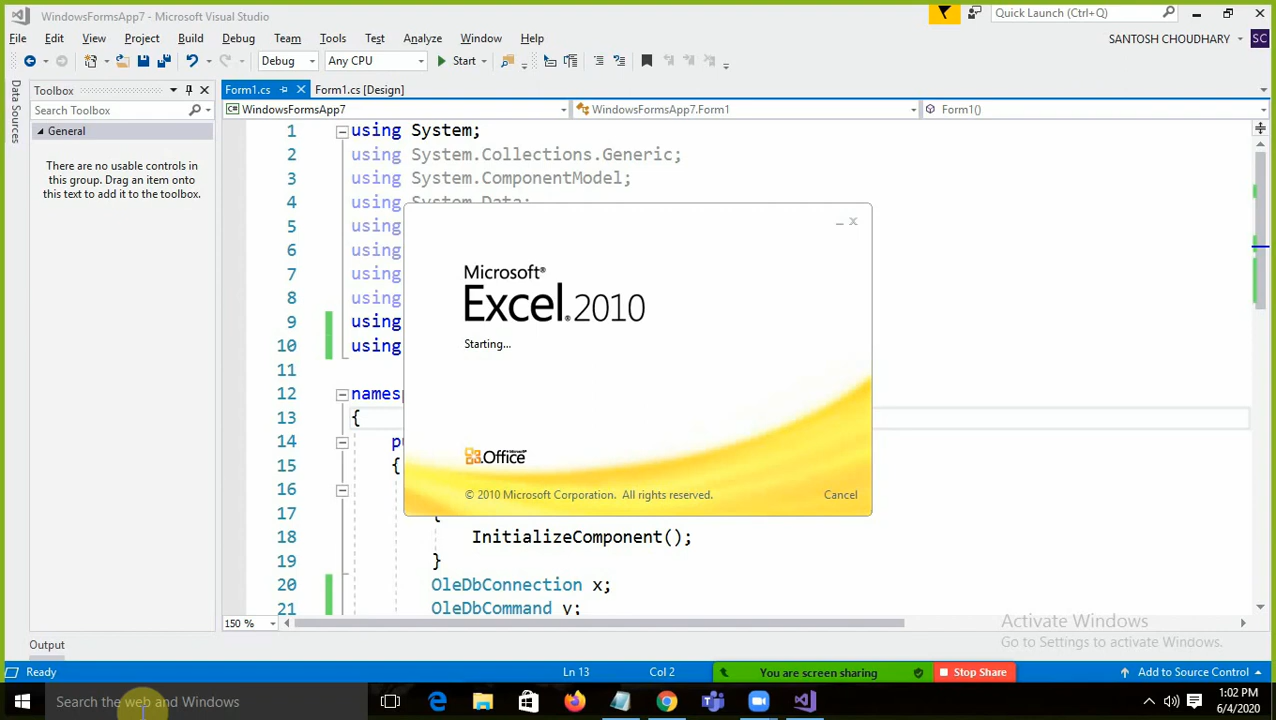 WindowsFormsApp7 - Microsoft Visual Studio
Quick Launch (Ctrl+Q)
File Edit View Project Build Debug Team Tools Test Analyze Window Help
SANTOSH CHOUDHARY SC
Debug Any CPU Start
Data Sources
Toolbox
Form1.cs Form1.cs [Design]
Search Toolbox
WindowsFormsApp7 WindowsFormsApp7.Form1 Form1()
General
There are no usable controls in
this group. Drag an item onto
this text to add it to the toolbox.
1 using System;
2 using System.Collections.Generic;
3 using System.ComponentModel;
4 using System.Data;
5 using
6 using
7 using
8 using
9 using
10 using
11
12 names
13 {
14 pu
15 {
16
17 {
18 InitializeComponent();
19 }
20 OleDbConnection x;
21 OleDbCommand y;
Microsoft®
Excel® 2010
Starting...
Office
© 2010 Microsoft Corporation. All rights reserved.
Cancel
150 %
Activate Windows
Go to Settings to activate Windows.
Output
Ready Ln 13 Col 2 You are screen sharing Stop Share Add to Source Control
Search the web and Windows
1:02 PM
6/4/2020